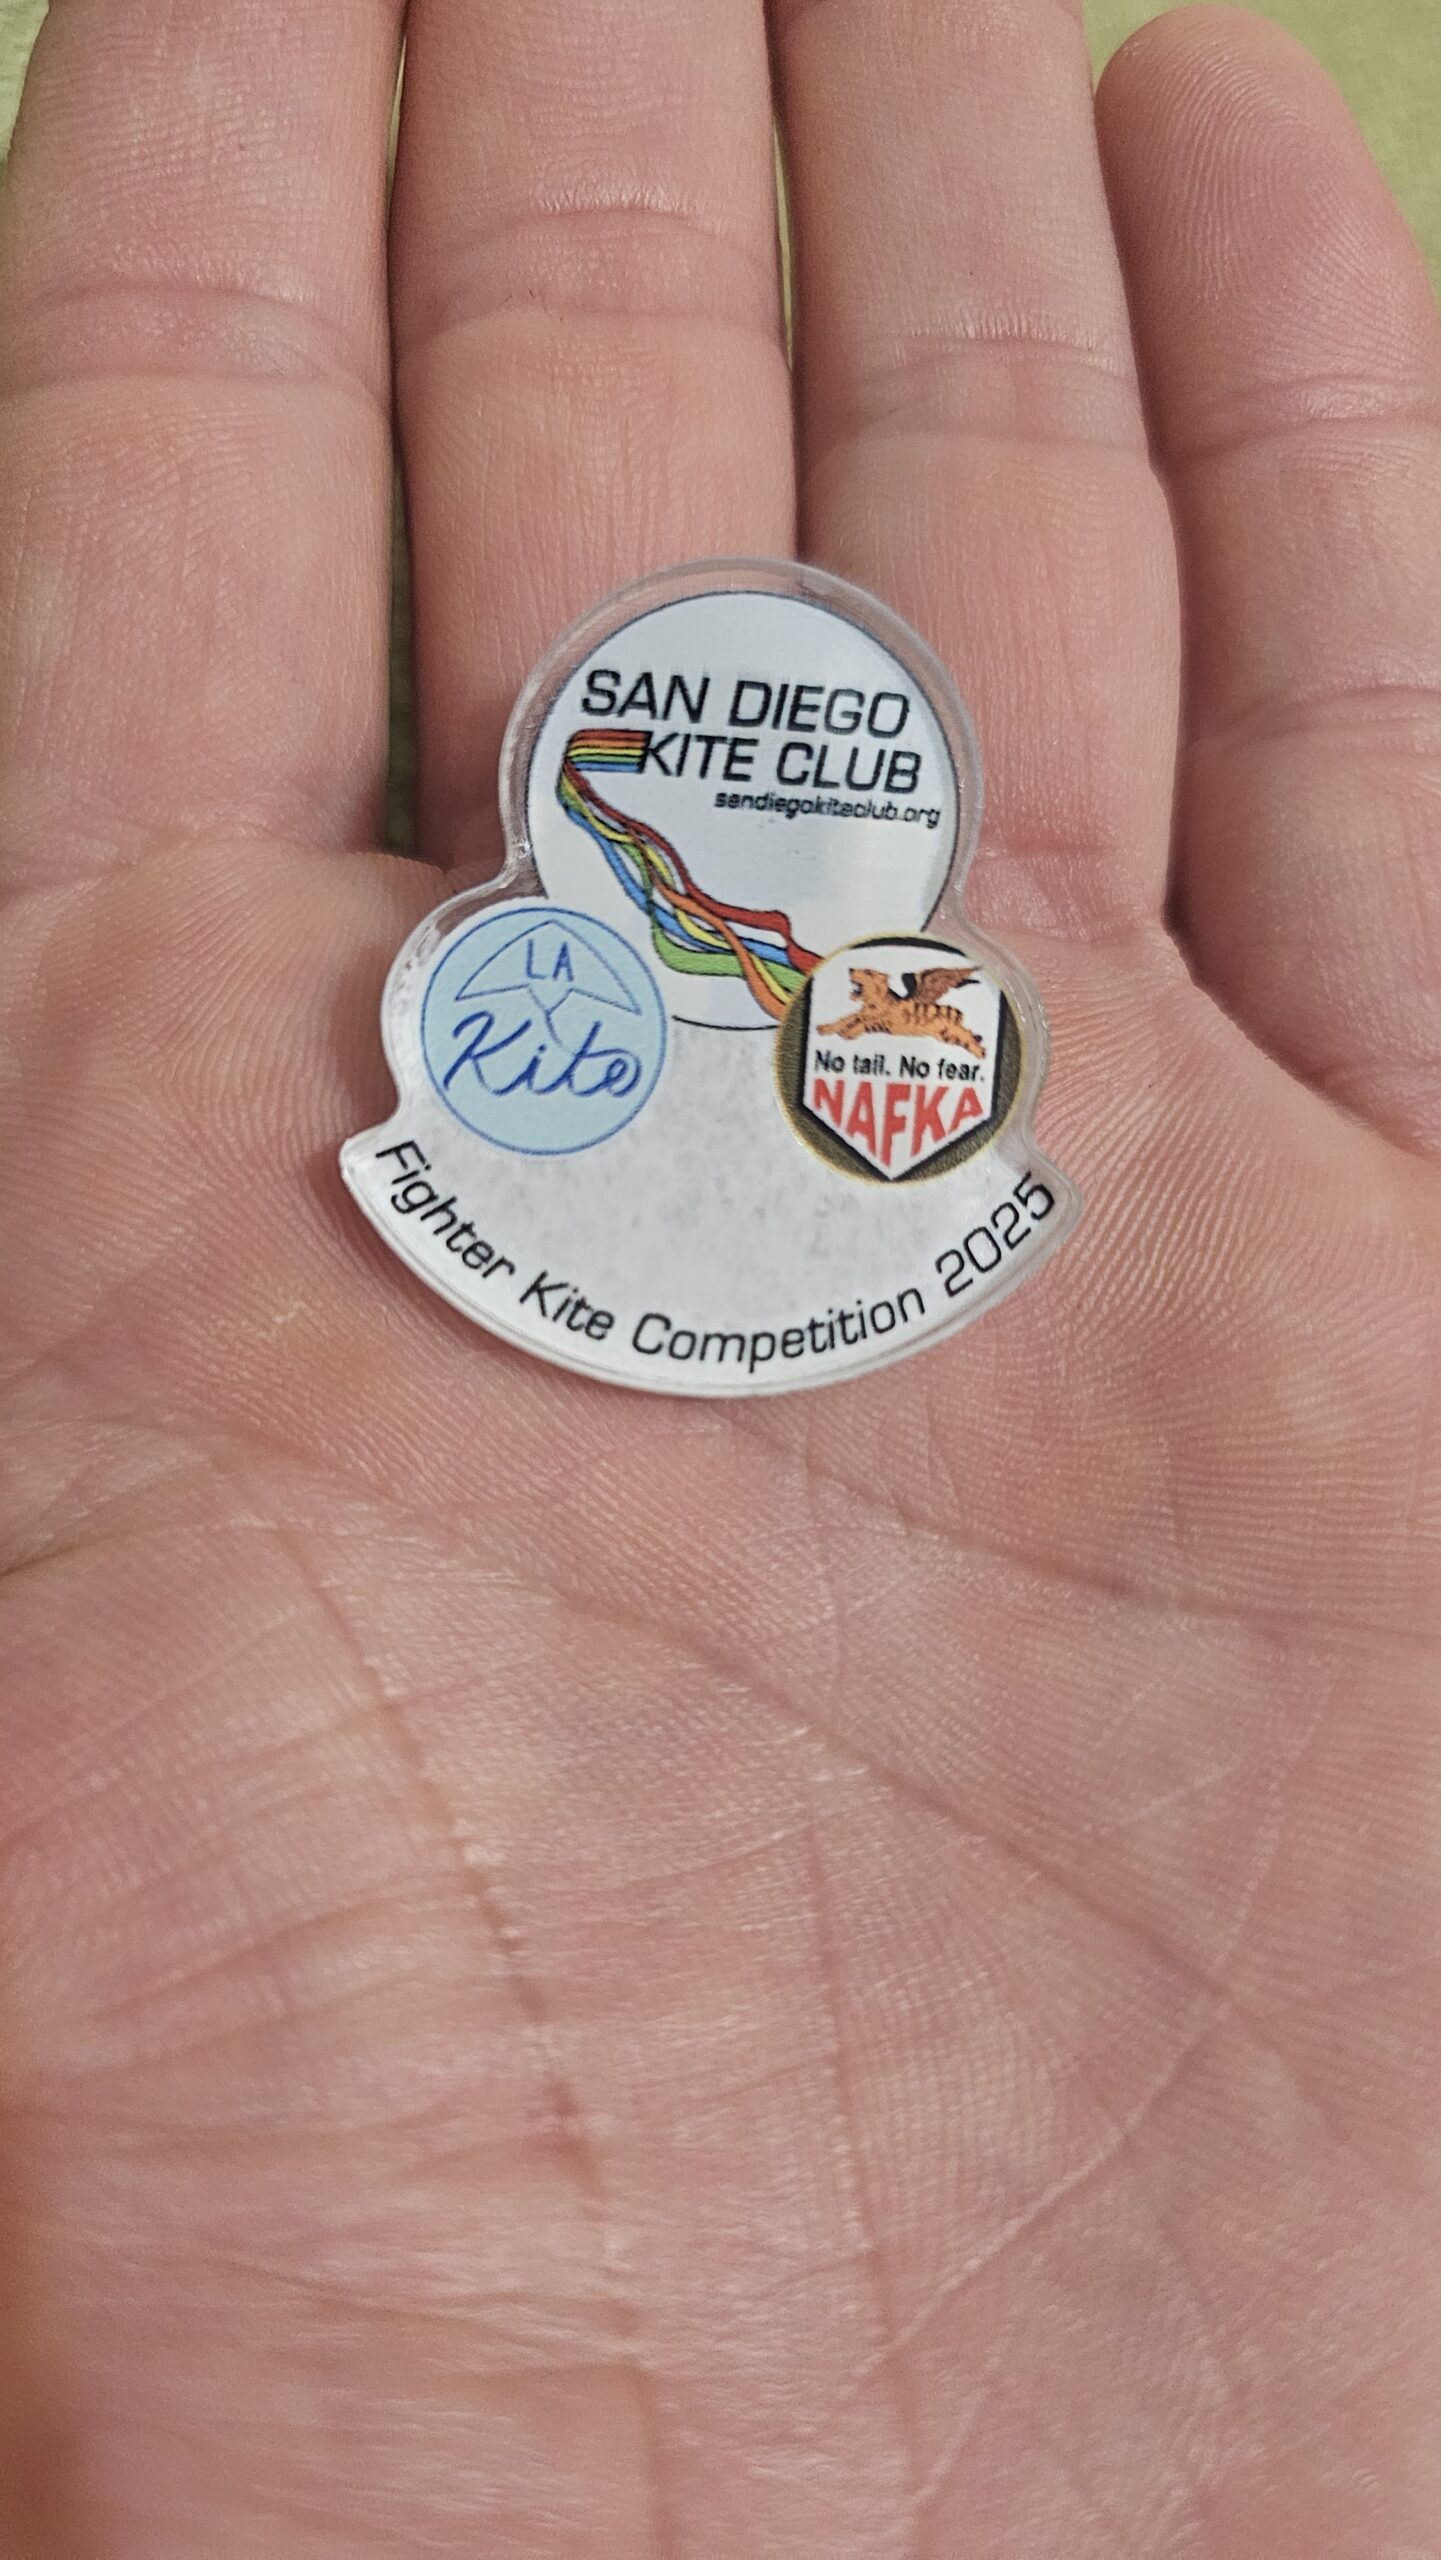 SAN DIEGO
KITE CLUB
sandiegokiteclub.org
LA
Kite
No tail. No fear.
NAFKA
Fighter Kite Competition 2025